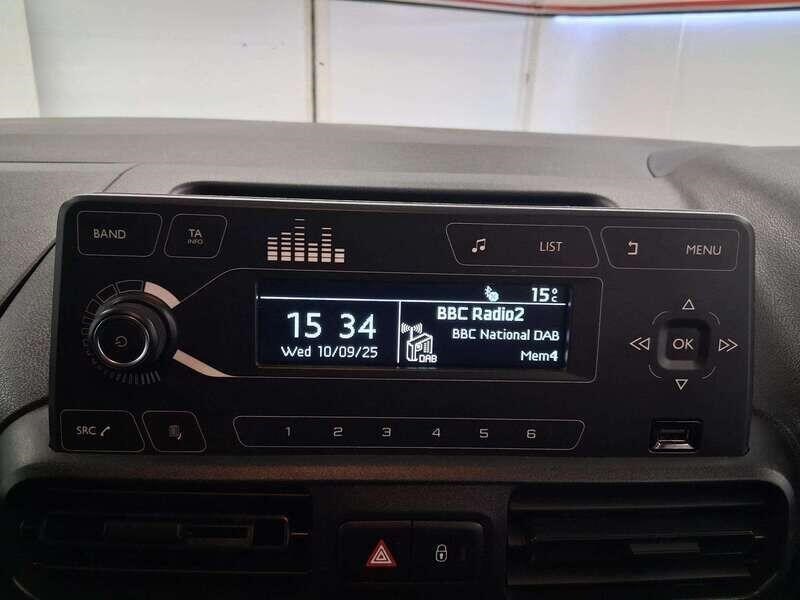 BAND
TA
INFO
LIST
MENU
15°C
15 34
Wed 10/09/25
BBC Radio2
BBC National DAB
Mem4
DAB
OK
SRC
1 2 3 4 5 6